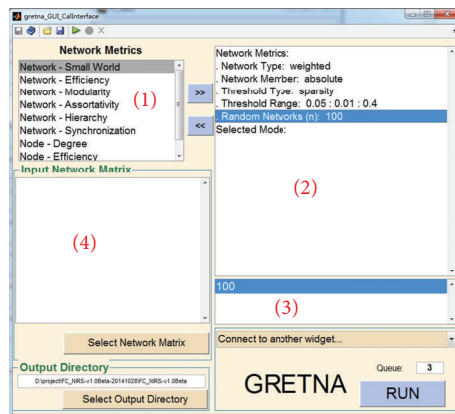 gretna_GUI_CallInterface
Network Metrics
Network - Small World
Network - Efficiency
Network - Modularity
Network - Assortativity
Network - Hierarchy
Network - Synchronization
Node - Degree
Node - Efficiency
(1)
>>
<<
Network Metrics:
. Network Type: weighted
. Network Member: absolute
. Threshold Type: sparsity
. Threshold Range: 0.05 : 0.01 : 0.4
. Random Networks (n): 100
Selected Mode:
(2)
Input Network Matrix
(4)
Select Network Matrix
100
(3)
Connect to another widget...
Output Directory
D:\project\FC_NIRS-v1.0Beta-20141028\FC_NIRS-v1.0Beta
Select Output Directory
GRETNA
Queue: 3
RUN